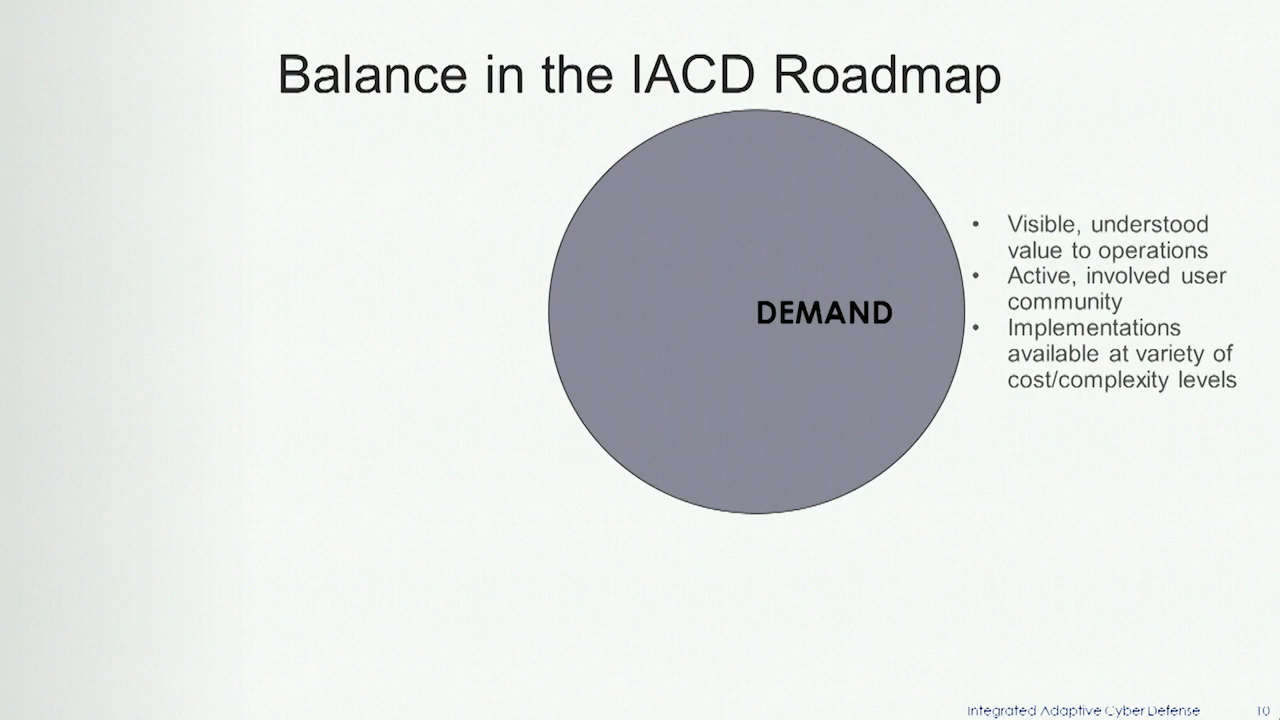 Balance in the IACD Roadmap
DEMAND
• Visible, understood
value to operations
• Active, involved user
community
• Implementations
available at variety of
cost/complexity levels
Integrated Adaptive Cyber Defense 10